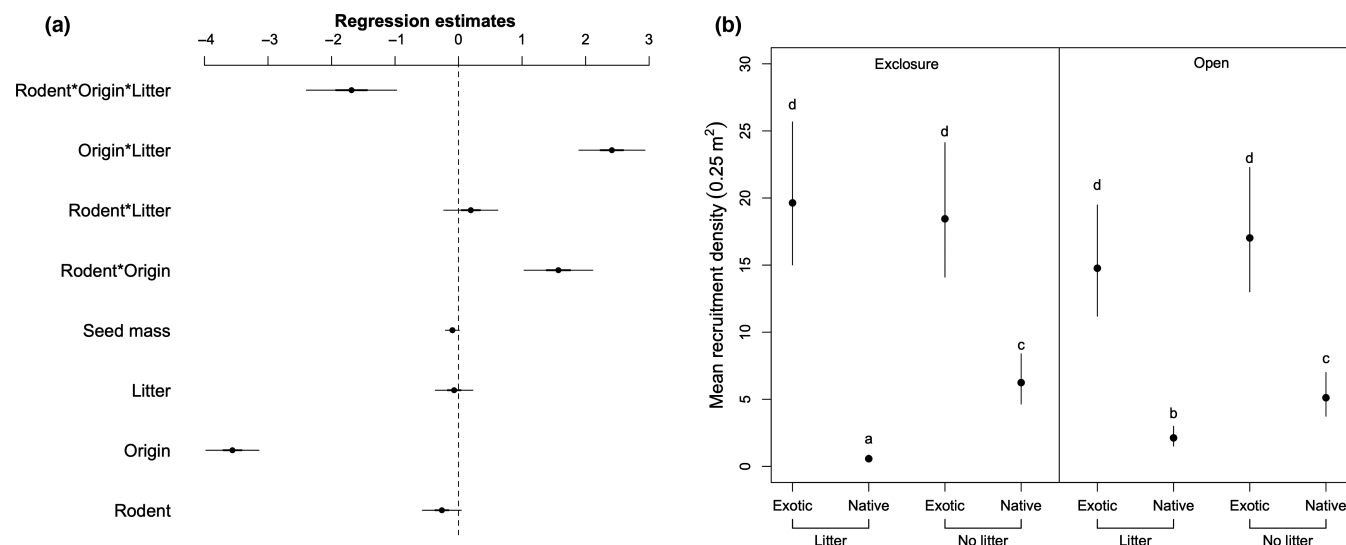 (a)
Regression estimates
–4 –3 –2 –1 0 1 2 3
Rodent*Origin*Litter
Origin*Litter
Rodent*Litter
Rodent*Origin
Seed mass
Litter
Origin
Rodent
(b)
Exclosure Open
Mean recruitment density (0.25 m²)
30
25
20
15
10
5
0
d
a
d
c
d
b
d
c
Exotic Native Exotic Native Exotic Native Exotic Native
Litter No litter Litter No litter